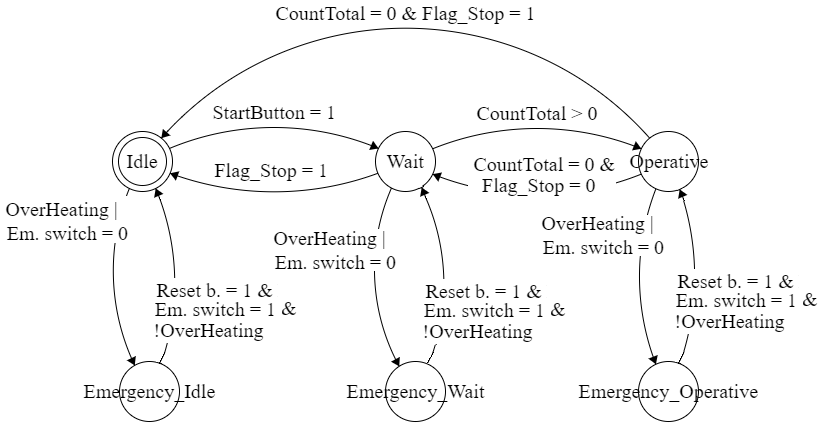 CountTotal = 0 & Flag_Stop = 1
StartButton = 1
CountTotal > 0
Idle
Wait
Operative
Flag_Stop = 1
CountTotal = 0 &
Flag_Stop = 0
OverHeating |
Em. switch = 0
OverHeating |
Em. switch = 0
OverHeating |
Em. switch = 0
Reset b. = 1 &
Em. switch = 1 &
!OverHeating
Reset b. = 1 &
Em. switch = 1 &
!OverHeating
Reset b. = 1 &
Em. switch = 1 &
!OverHeating
Emergency_Idle
Emergency_Wait
Emergency_Operative